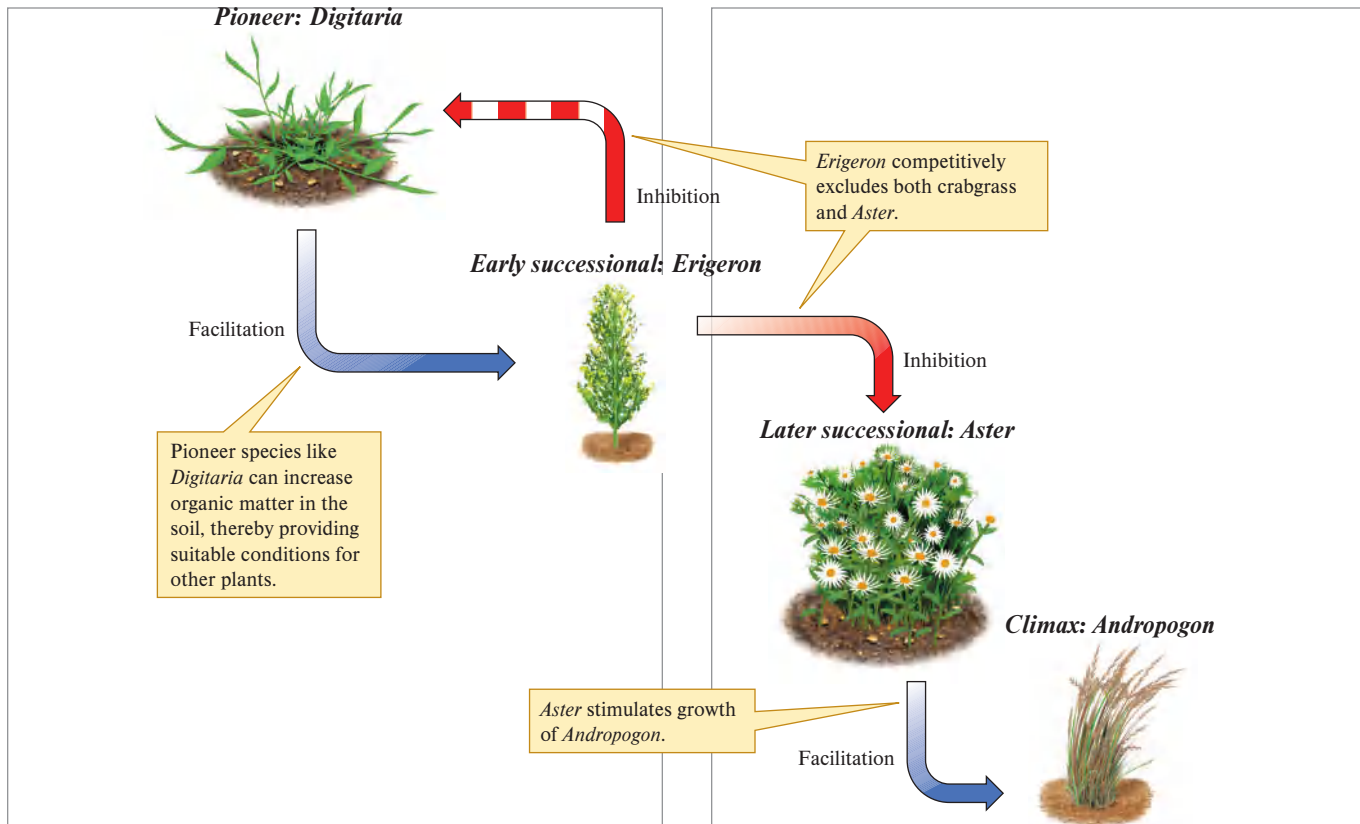 Pioneer: Digitaria
Erigeron competitively
excludes both crabgrass
and Aster.
Inhibition
Early successional: Erigeron
Facilitation
Inhibition
Later successional: Aster
Pioneer species like
Digitaria can increase
organic matter in the
soil, thereby providing
suitable conditions for
other plants.
Climax: Andropogon
Aster stimulates growth
of Andropogon.
Facilitation